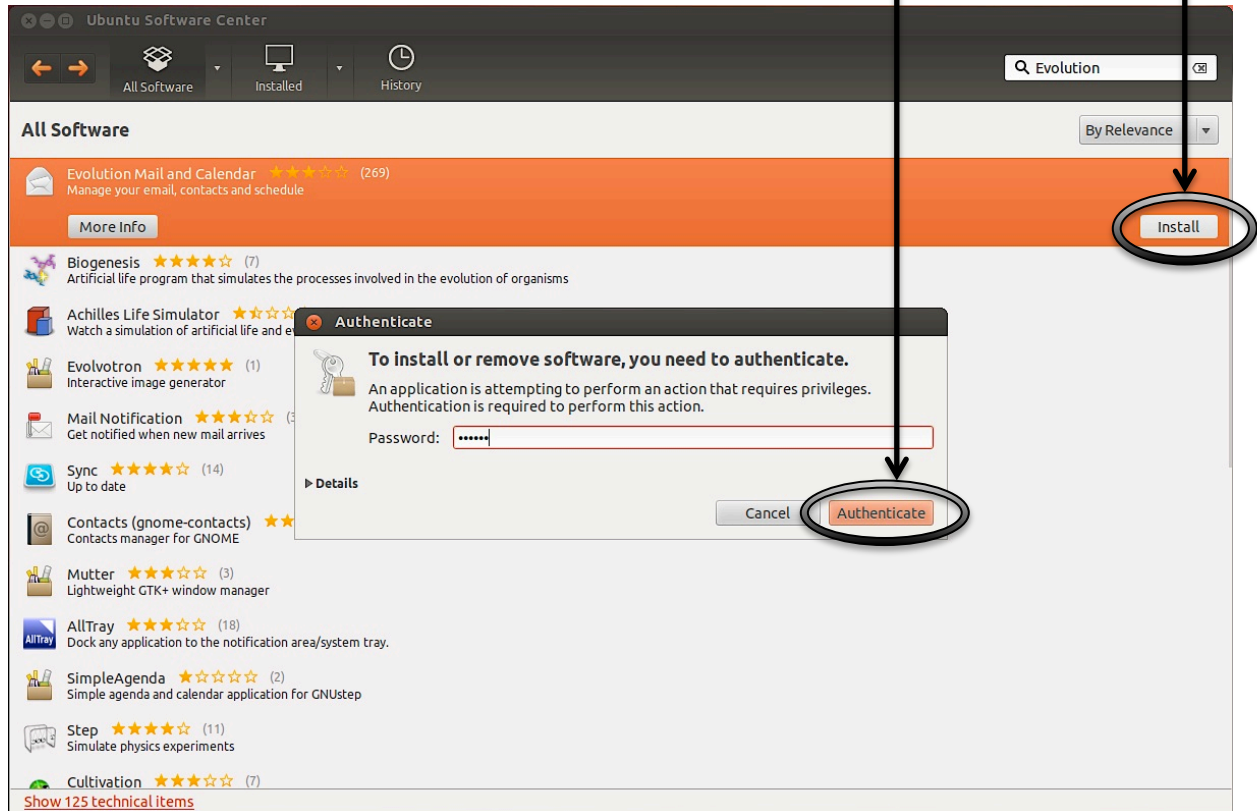 Ubuntu Software Center
All Software
Installed
History
Evolution
All Software
By Relevance
Evolution Mail and Calendar (269)
Manage your email, contacts and schedule
More Info
Install
Biogenesis (7)
Artificial life program that simulates the processes involved in the evolution of organisms
Achilles Life Simulator
Watch a simulation of artificial life and
Evolvotron (1)
Interactive image generator
Mail Notification
Get notified when new mail arrives
Sync (14)
Up to date
Contacts (gnome-contacts)
Contacts manager for GNOME
Mutter (3)
Lightweight GTK+ window manager
AllTray
AllTray (18)
Dock any application to the notification area/system tray.
SimpleAgenda (2)
Simple agenda and calendar application for GNUstep
Step (11)
Simulate physics experiments
Cultivation (7)
Show 125 technical items
Authenticate
To install or remove software, you need to authenticate.
An application is attempting to perform an action that requires privileges.
Authentication is required to perform this action.
Password: ••••••
Details
Cancel
Authenticate